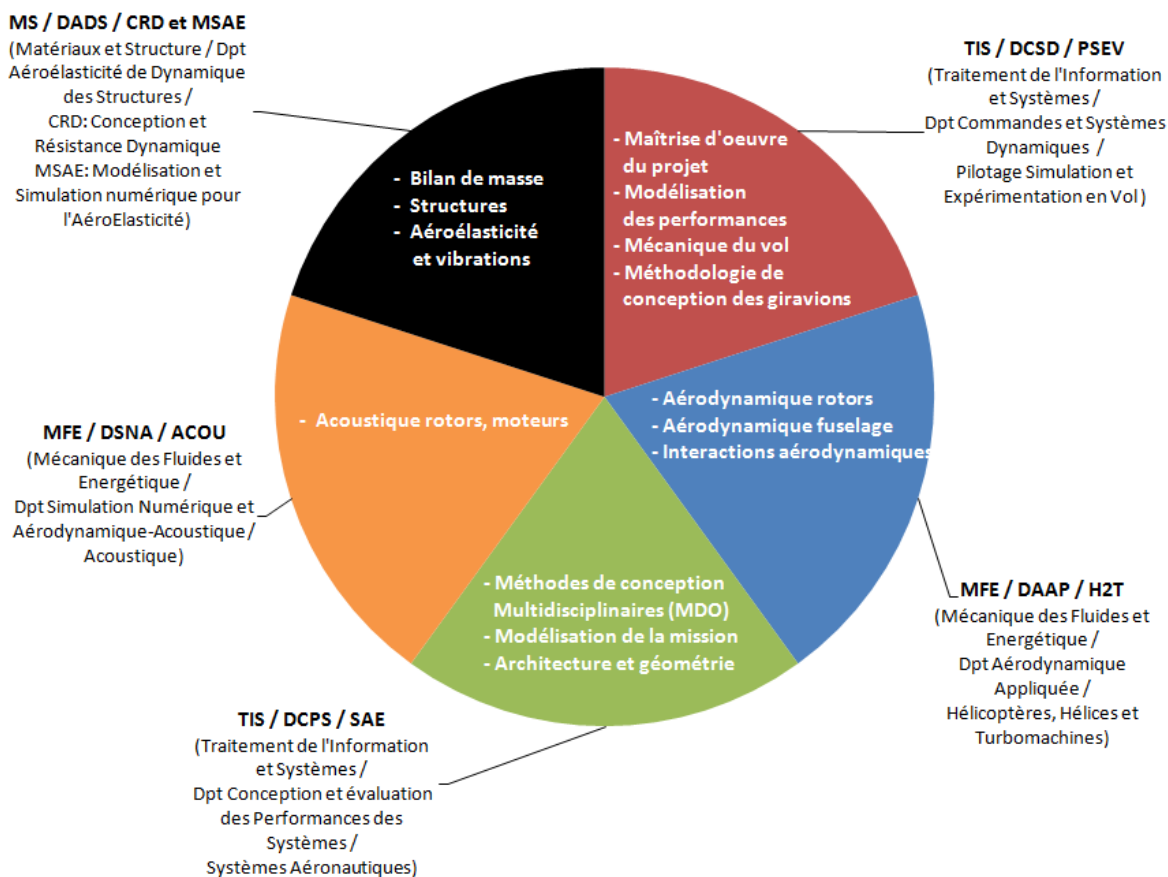 MS / DADS / CRD et MSAE
(Matériaux et Structure / Dpt
Aéroélasticité de Dynamique
des Structures /
CRD: Conception et
Résistance Dynamique
MSAE: Modélisation et
Simulation numérique pour
l'AéroElasticité)
TIS / DCSD / PSEV
(Traitement de l'Information
et Systèmes /
Dpt Commandes et Systèmes
Dynamiques /
Pilotage Simulation et
Expérimentation en Vol )
- Bilan de masse
- Structures
- Aéroélasticité
et vibrations
- Maîtrise d'oeuvre
du projet
- Modélisation
des performances
- Mécanique du vol
- Méthodologie de
conception des giravions
- Acoustique rotors, moteurs
- Aérodynamique rotors
- Aérodynamique fuselage
- Interactions aérodynamiques
MFE / DSNA / ACOU
(Mécanique des Fluides et
Energétique /
Dpt Simulation Numérique et
Aérodynamique-Acoustique /
Acoustique)
- Méthodes de conception
Multidisciplinaires (MDO)
- Modélisation de la mission
- Architecture et géométrie
MFE / DAAP / H2T
(Mécanique des Fluides et
Energétique /
Dpt Aérodynamique
Appliquée /
Hélicoptères, Hélices et
Turbomachines)
TIS / DCPS / SAE
(Traitement de l'Information
et Systèmes /
Dpt Conception et évaluation
des Performances des
Systèmes /
Systèmes Aéronautiques)